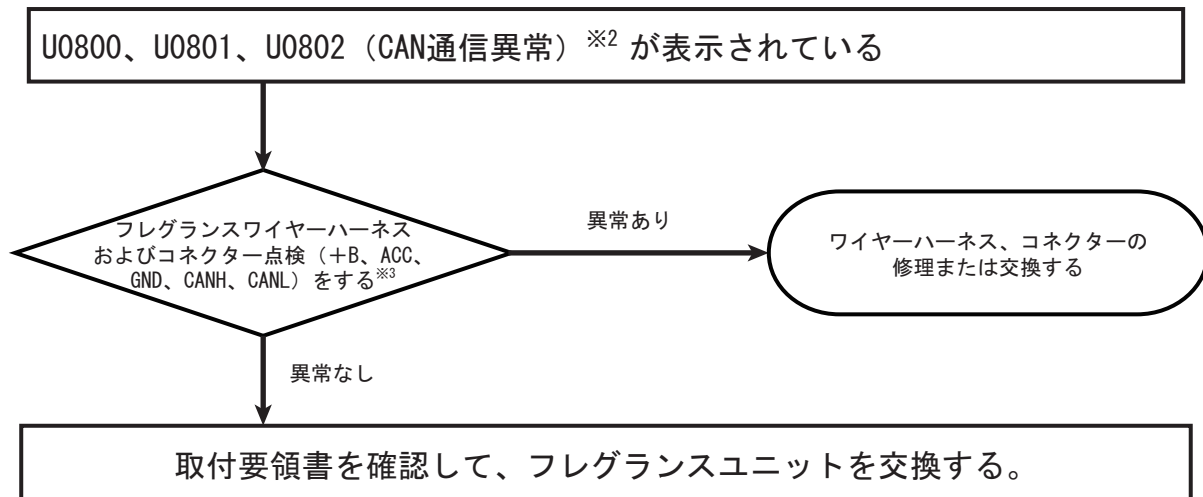 U0800、U0801、U0802（CAN通信異常）※2 が表示されている
フレグランスワイヤーハーネス
およびコネクター点検（＋B、ACC、
GND、CANH、CANL）をする※3
異常あり
ワイヤーハーネス、コネクターの
修理または交換する
異常なし
取付要領書を確認して、フレグランスユニットを交換する。